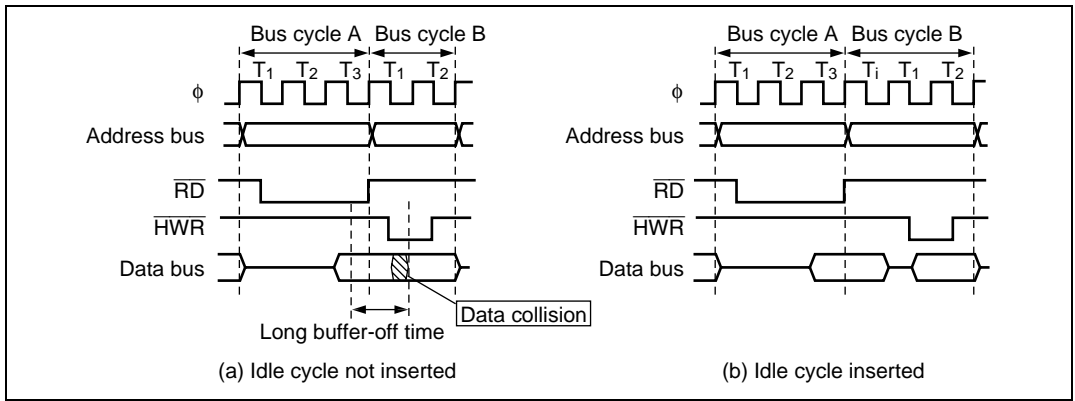 Bus cycle A Bus cycle B
T1 T2 T3 T1 T2
ϕ
Address bus
RD
HWR
Data bus
Data collision
Long buffer-off time
(a) Idle cycle not inserted
Bus cycle A Bus cycle B
T1 T2 T3 Ti T1 T2
ϕ
Address bus
RD
HWR
Data bus
(b) Idle cycle inserted